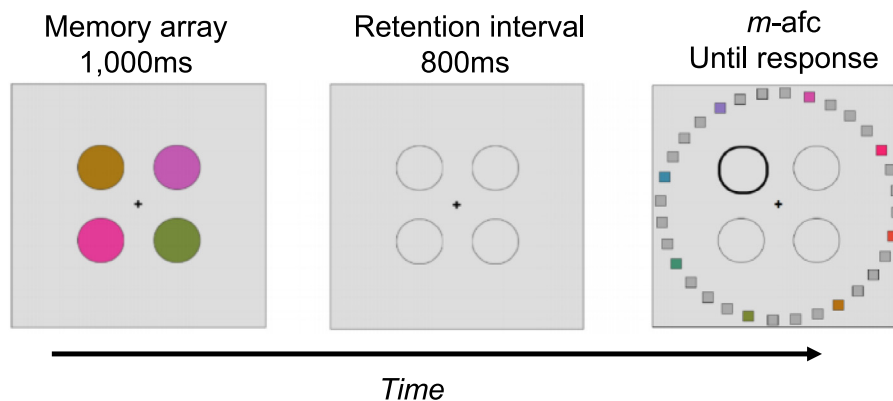 Memory array
1,000ms
Retention interval
800ms
m-afc
Until response
Time